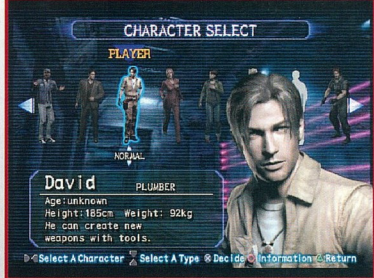 CHARACTER SELECT
PLAYER
NORMAL
David PLUMBER
Age:unknown
Height:185cm Weight: 92kg
He can create new
weapons with tools.
Select A Character Select A Type Decide Information Return